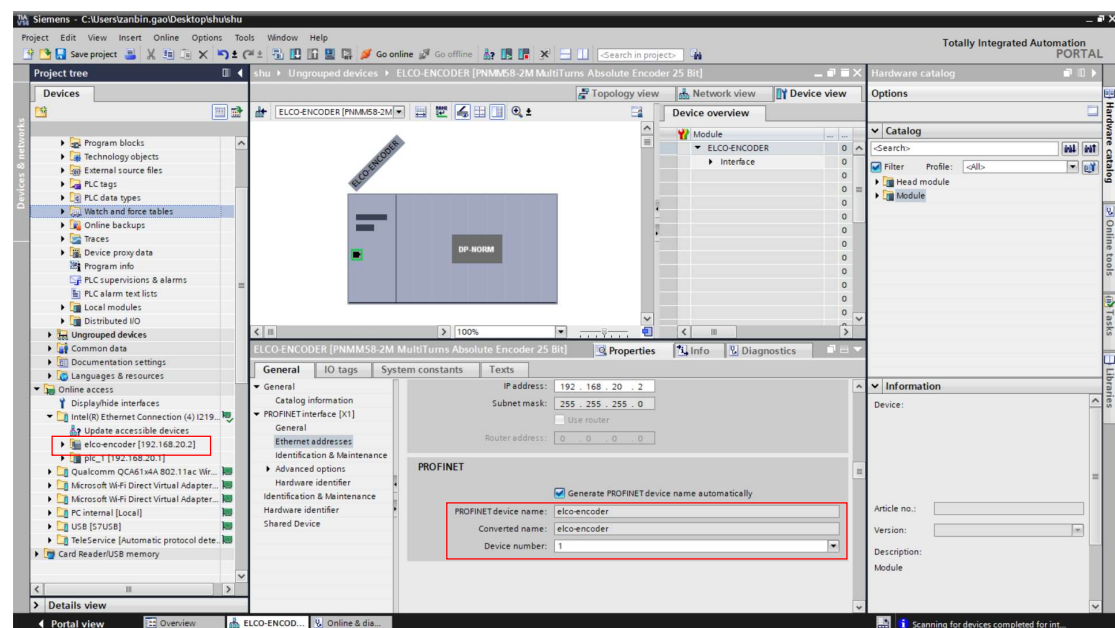 Siemens - C:\Users\zanbin.gao\Desktop\shu\shu
Project Edit View Insert Online Options Tools Window Help
Totally Integrated Automation
PORTAL
Save project Go online Go offline <Search in project>
Project tree
Devices
Program blocks
Technology objects
External source files
PLC tags
PLC data types
Watch and force tables
Online backups
Traces
Device proxy data
Program info
PLC supervisions & alarms
PLC alarm text lists
Local modules
Distributed I/O
Ungrouped devices
Common data
Documentation settings
Languages & resources
Online access
Display/hide interfaces
Intel(R) Ethernet Connection (4) I219...
Update accessible devices
elco-encoder [192.168.20.2]
plc_1 [192.168.20.1]
Qualcomm QCA61x4A 802.11ac Wir...
Microsoft Wi-Fi Direct Virtual Adapter...
Microsoft Wi-Fi Direct Virtual Adapter...
PC internal [Local]
USB [S7USB]
TeleService [Automatic protocol dete...
Card Reader/USB memory
Details view
Devices & networks
shu ▸ Ungrouped devices ▸ ELCO-ENCODER [PNMM58-2M MultiTurns Absolute Encoder 25 Bit]
Topology view Network view Device view
ELCO-ENCODER [PNMM58-2M
ELCO-ENCODER
DP-NORM
100%
Device overview
Module ... ...
ELCO-ENCODER 0
Interface 0
0
0
0
0
0
0
0
0
0
0
0
ELCO-ENCODER [PNMM58-2M MultiTurns Absolute Encoder 25 Bit]
Properties Info Diagnostics
General IO tags System constants Texts
General
Catalog information
PROFINET interface [X1]
General
Ethernet addresses
Identification & Maintenance
Advanced options
Hardware identifier
Identification & Maintenance
Hardware identifier
Shared Device
IP address: 192 . 168 . 20 . 2
Subnet mask: 255 . 255 . 255 . 0
Use router
Router address: 0 . 0 . 0 . 0
PROFINET
Generate PROFINET device name automatically
PROFINET device name: elco-encoder
Converted name: elco-encoder
Device number: 1
Hardware catalog
Options
Catalog
<Search>
Filter Profile: <All>
Head module
Module
Information
Device:
Article no.:
Version:
Description:
Module
Hardware catalog
Online tools
Tasks
Libraries
Portal view Overview ELCO-ENCOD... Online & dia...
Scanning for devices completed for int...